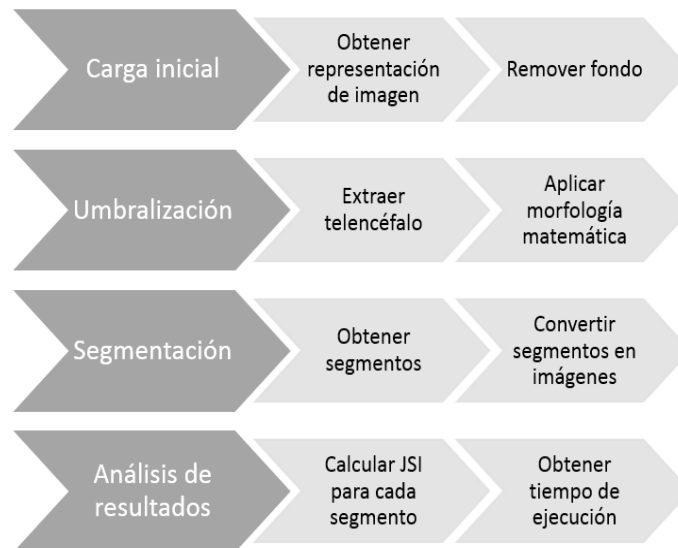 Carga inicial
Obtener
representación
de imagen
Remover fondo
Umbralización
Extraer
telencéfalo
Aplicar
morfología
matemática
Segmentación
Obtener
segmentos
Convertir
segmentos en
imágenes
Análisis de
resultados
Calcular JSI
para cada
segmento
Obtener
tiempo de
ejecución